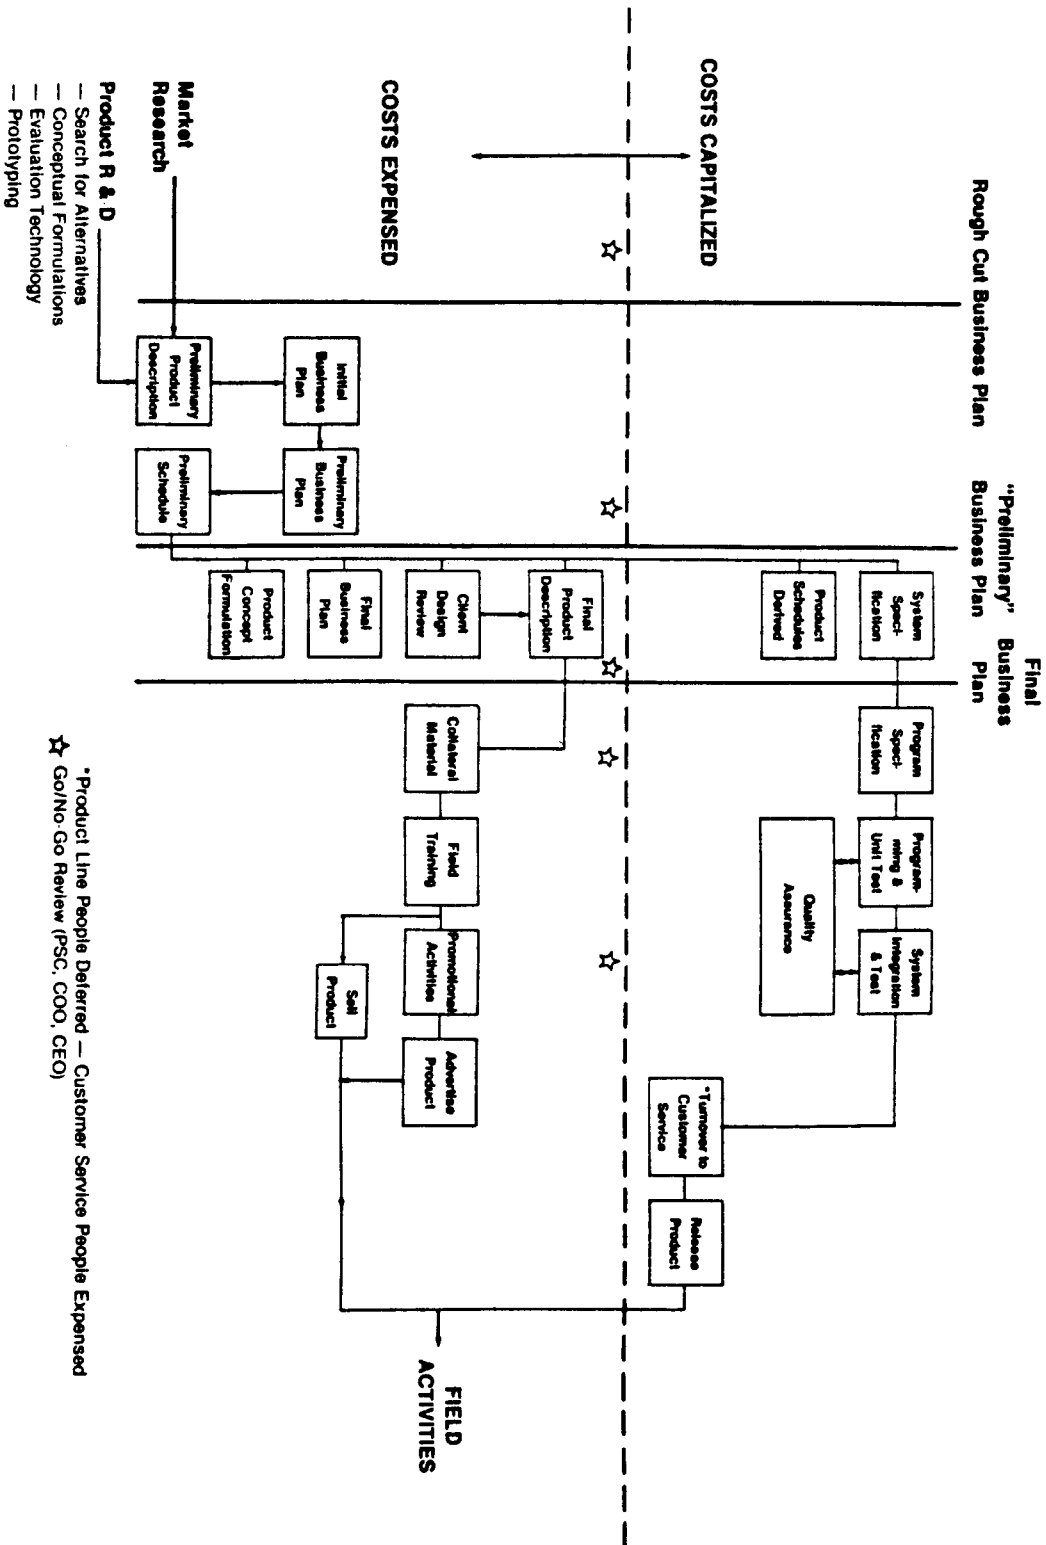 Rough Cut Business Plan
"Preliminary"
Business Plan
Final
Business
Plan
COSTS CAPITALIZED
System
Speci-
fication
Program
Speci-
fication
Program-
ming &
Unit Test
System
Integration
& Test
Product
Schedules
Derived
Quality
Assurance
*Turnover to
Customer
Service
Release
Product
COSTS EXPENSED
Final
Product
Description
Client
Design
Review
Collateral
Material
Field
Training
Promotional
Activities
Advertise
Product
FIELD
ACTIVITIES
Initial
Business
Plan
Preliminary
Business
Plan
Final
Business
Plan
Sell
Product
Market
Research
Preliminary
Product
Description
Preliminary
Schedule
Product
Concept
Formulation
Product R & D
— Search for Alternatives
— Conceptual Formulations
— Evaluation Technology
— Prototyping
*Product Line People Deferred — Customer Service People Expensed
☆ Go/No-Go Review (PSC, COO, CEO)